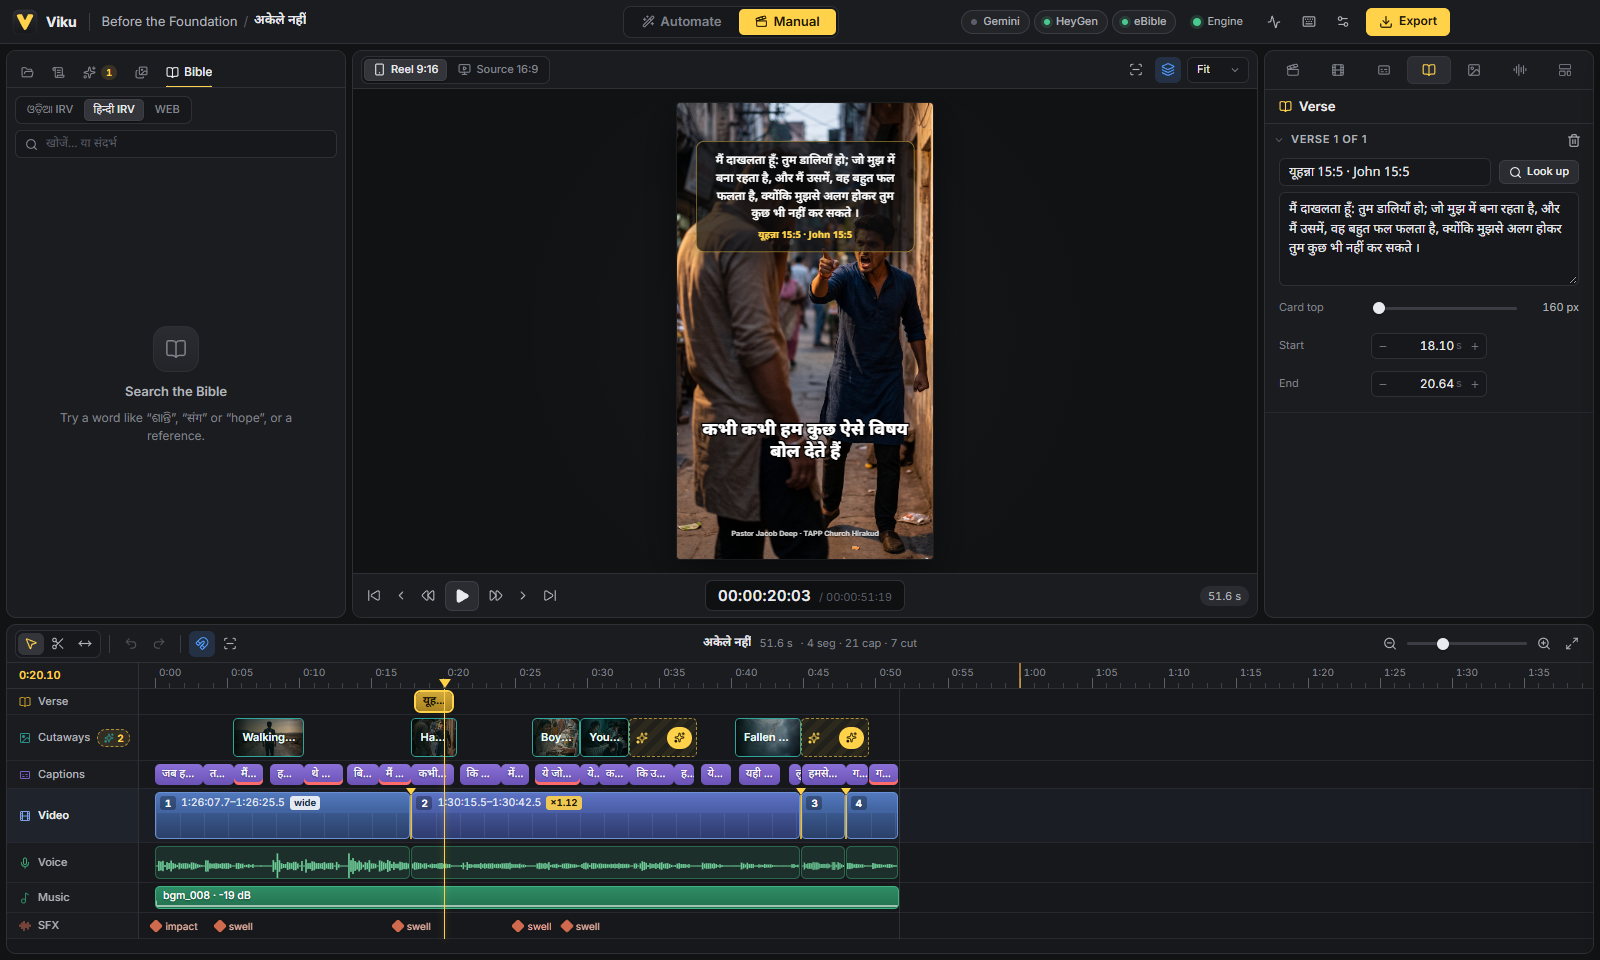 Viku
Before the Foundation / अकेले नहीं
Automate
Manual
Gemini
HeyGen
eBible
Engine
Export
1
Bible
ଓଡ଼ିଆ IRV
हिन्दी IRV
WEB
खोजें... या संदर्भ
Search the Bible
Try a word like “ଶାନ୍ତି”, “संग” or “hope”, or a
reference.
Reel 9:16
Source 16:9
Fit
मैं दाखलता हूँ: तुम डालियाँ हो; जो मुझ में
बना रहता है, और मैं उसमें, वह बहुत फल
फलता है, क्योंकि मुझसे अलग होकर तुम
कुछ भी नहीं कर सकते ।
यूहन्ना 15:5 · John 15:5
कभी कभी हम कुछ ऐसे विषय
बोल देते हैं
Pastor Jacob Deep · TAPP Church Hirakud
00:00:20:03 / 00:00:51:19
51.6 s
Verse
VERSE 1 OF 1
यूहन्ना 15:5 · John 15:5
Look up
मैं दाखलता हूँ: तुम डालियाँ हो; जो मुझ में बना रहता है, और
मैं उसमें, वह बहुत फल फलता है, क्योंकि मुझसे अलग होकर
तुम कुछ भी नहीं कर सकते ।
Card top
160 px
Start
− 18.10 s +
End
− 20.64 s +
अकेले नहीं 51.6 s · 4 seg · 21 cap · 7 cut
0:20.10
0:00 0:05 0:10 0:15 0:20 0:25 0:30 0:35 0:40 0:45 0:50 0:55 1:00 1:05 1:10 1:15 1:20 1:25 1:30 1:35
Verse
यूह...
Cutaways 2
Walking... Ha... Boy... You... Fallen ...
Captions
जब ह... त... मैं... ह... थे ... बि... मैं ... कभी... कि ... में... ये जो... ये.. क... कि उ... ह.. ये... यही ... हमसे... ग... ग...
Video
1 1:26:07.7–1:26:25.5 wide
2 1:30:15.5–1:30:42.5 ×1.12
3
4
Voice
Music
bgm_008 · -19 dB
SFX
impact swell swell swell swell